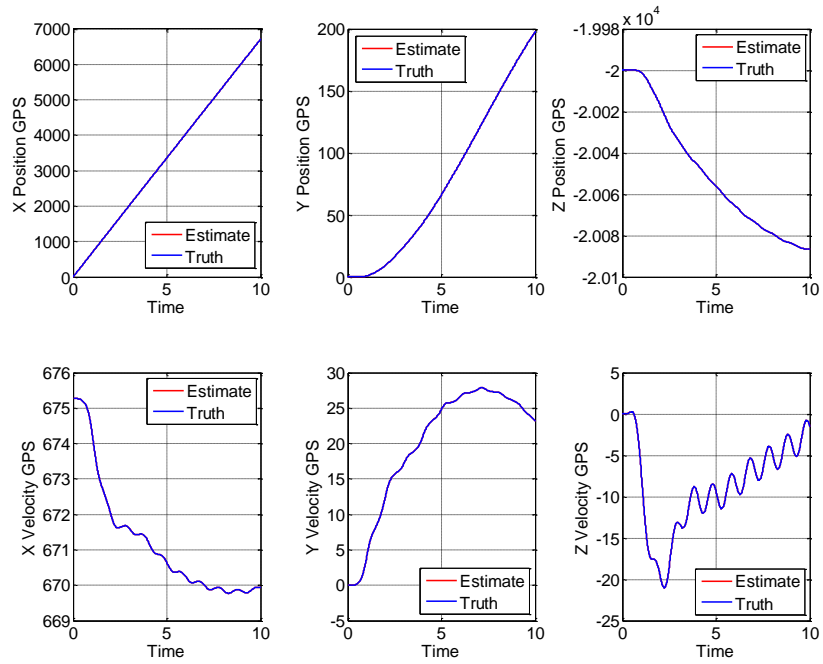 7000
6000
5000
4000
3000
2000
1000
0
X Position GPS
Estimate
Truth
0
5
10
Time
200
150
100
50
0
Y Position GPS
Estimate
Truth
0
5
10
Time
x 10⁴
-1.998
-2
-2.002
-2.004
-2.006
-2.008
-2.01
Z Position GPS
Estimate
Truth
0
5
10
Time
676
675
674
673
672
671
670
669
X Velocity GPS
Estimate
Truth
0
5
10
Time
30
25
20
15
10
5
0
-5
Y Velocity GPS
Estimate
Truth
0
5
10
Time
5
0
-5
-10
-15
-20
-25
Z Velocity GPS
Estimate
Truth
0
5
10
Time